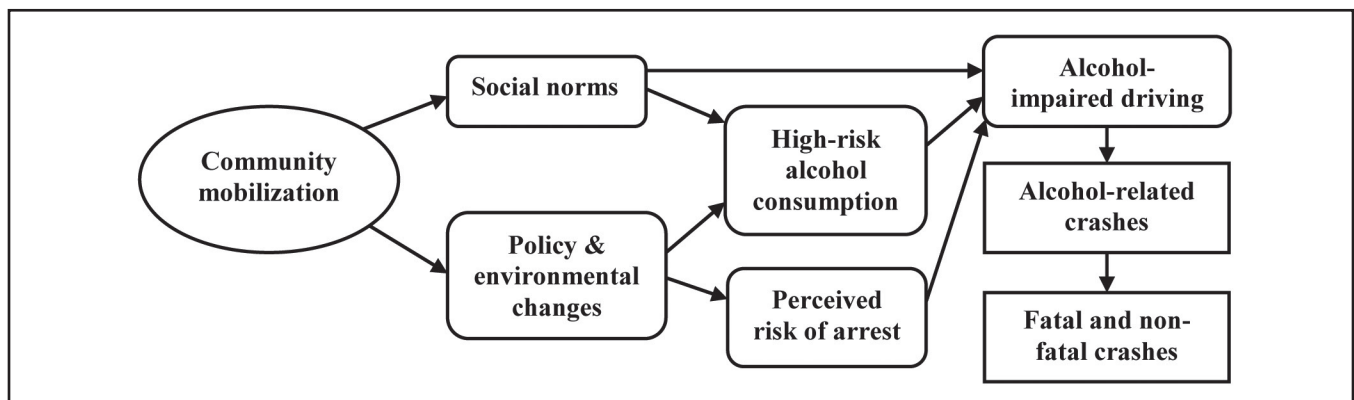 Community
mobilization
Social norms
Policy &
environmental
changes
High-risk
alcohol
consumption
Perceived
risk of arrest
Alcohol-
impaired driving
Alcohol-related
crashes
Fatal and non-
fatal crashes